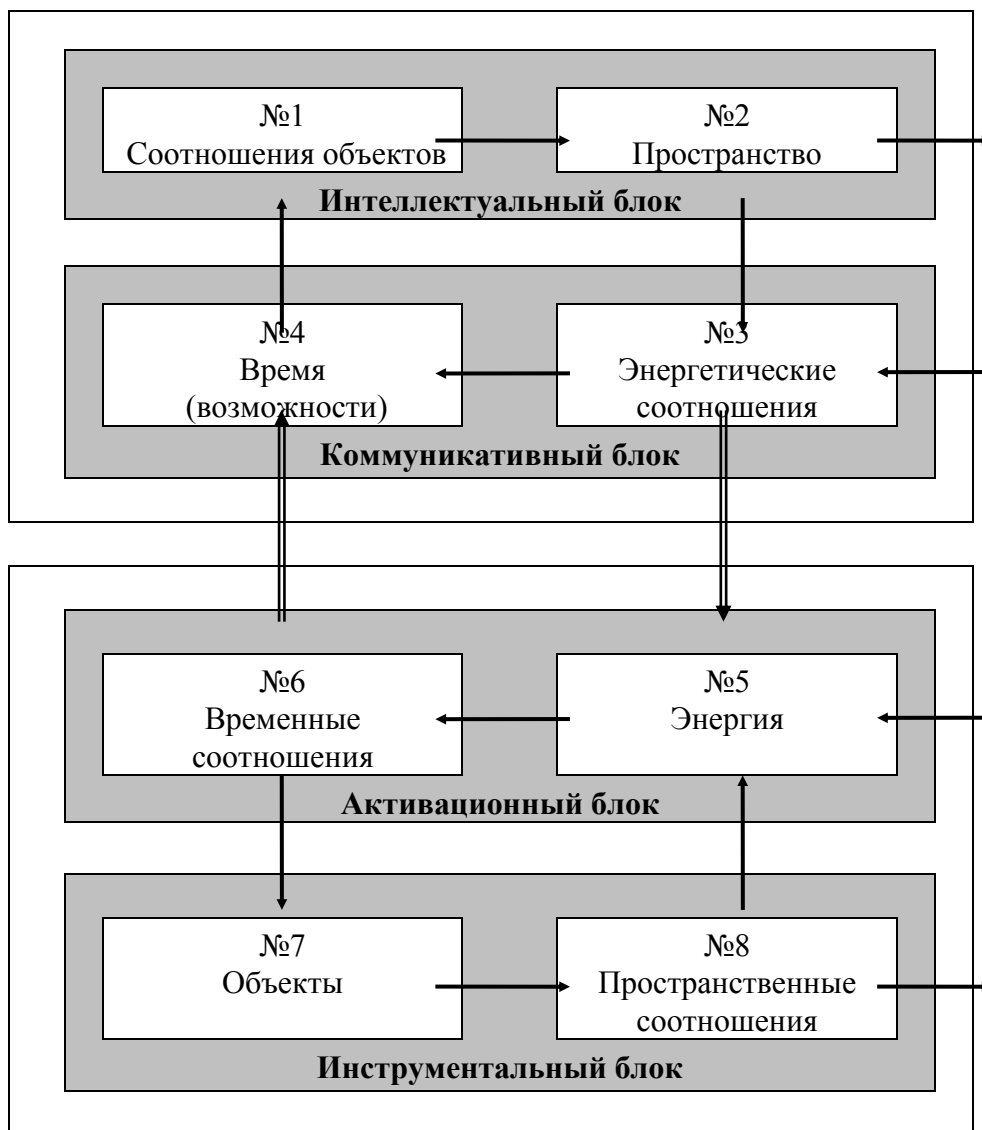 №1
Соотношения объектов
№2
Пространство
Интеллектуальный блок
№4
Время
(возможности)
№3
Энергетические
соотношения
Коммуникативный блок
№6
Временные
соотношения
№5
Энергия
Активационный блок
№7
Объекты
№8
Пространственные
соотношения
Инструментальный блок